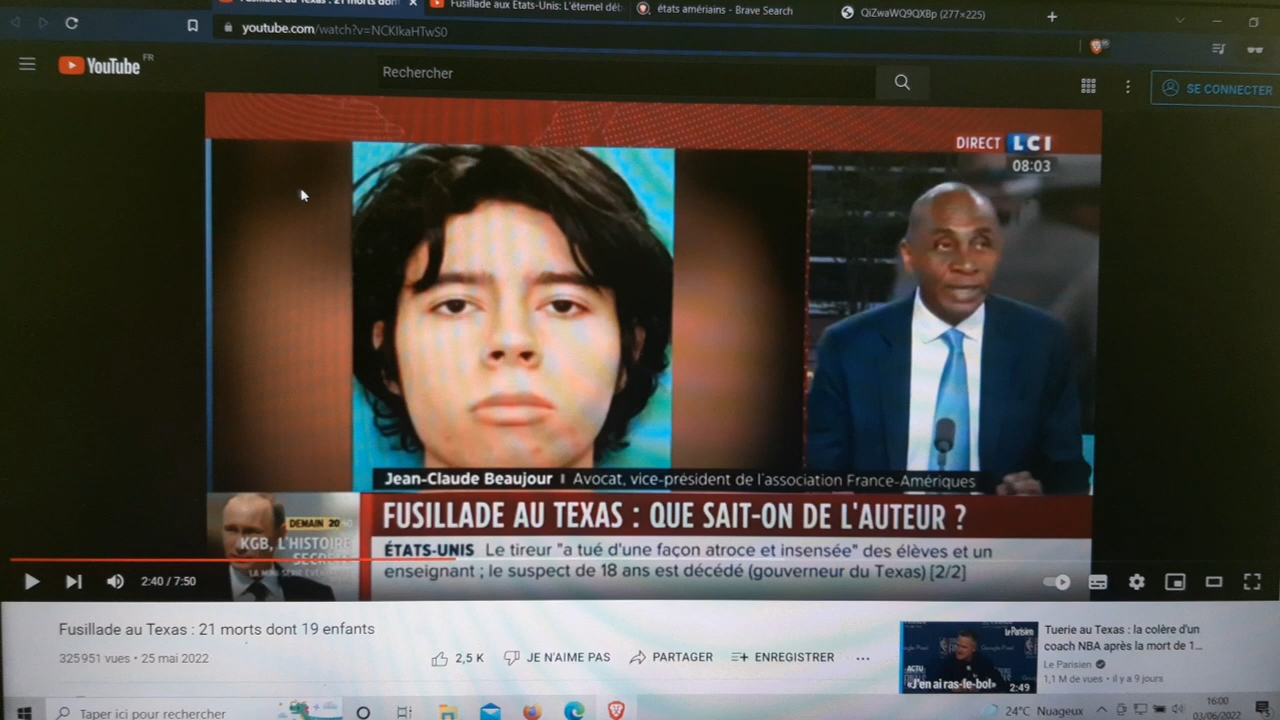 Fusillade aux États-Unis: L'éternel déb
états amériains - Brave Search
QiZwaWQ9QXBp (277×225)
youtube.com/watch?v=NCKIkaHTwS0
YouTube FR
Rechercher
SE CONNECTER
DIRECT LCI
08:03
Jean-Claude Beaujour | Avocat, vice-président de l'association France-Amériques
DEMAIN 20
KGB, L'HISTOIRE
FUSILLADE AU TEXAS : QUE SAIT-ON DE L'AUTEUR ?
ÉTATS-UNIS Le tireur "a tué d'une façon atroce et insensée" des élèves et un
enseignant ; le suspect de 18 ans est décédé (gouverneur du Texas) [2/2]
2:40 / 7:50
Fusillade au Texas : 21 morts dont 19 enfants
325 951 vues • 25 mai 2022
2,5 K
JE N'AIME PAS
PARTAGER
ENREGISTRER
le Parisien
ACTU
«J'en ai ras-le-bol»
2:49
Tuerie au Texas : la colère d'un
coach NBA après la mort de 1...
Le Parisien
1,1 M de vues • il y a 9 jours
Taper ici pour rechercher
24°C Nuageux
16:00
03/06/2022